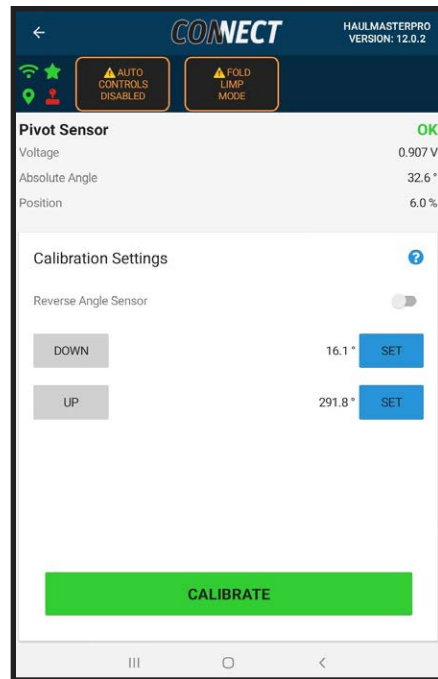 CONNECT
HAULMASTERPRO
VERSION: 12.0.2
AUTO
CONTROLS
DISABLED
FOLD
LIMP
MODE
Pivot Sensor OK
Voltage 0.907 V
Absolute Angle 32.6 °
Position 6.0 %
Calibration Settings ?
Reverse Angle Sensor
DOWN 16.1 ° SET
UP 291.8 ° SET
CALIBRATE